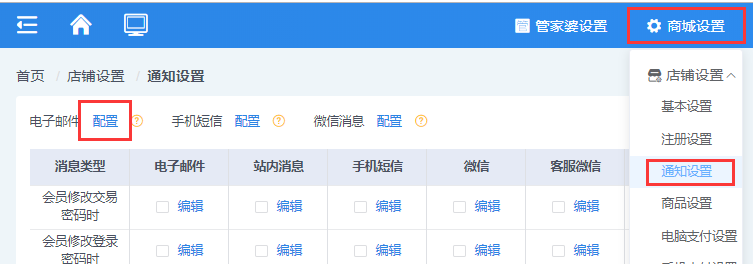 管 管家婆设置 商城设置
首页 / 店铺设置 / 通知设置
店铺设置
基本设置
注册设置
通知设置
商品设置
电脑支付设置
电子邮件 配置 ? 手机短信 配置 ? 微信消息 配置 ?
消息类型 电子邮件 站内消息 手机短信 微信 客服微信
会员修改交易
密码时
编辑 编辑 编辑 编辑 编辑
会员修改登录
密码时
编辑 编辑 编辑 编辑 编辑